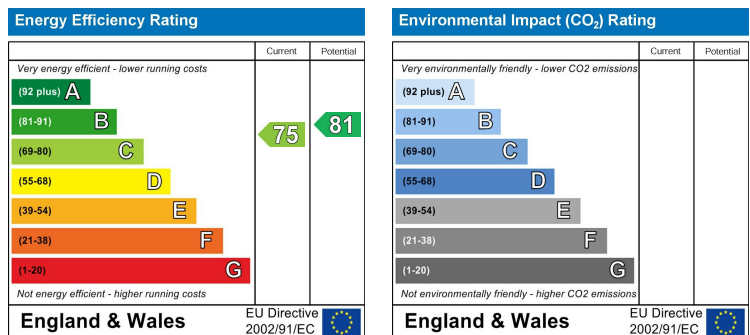 Energy Efficiency Rating
Current Potential
Very energy efficient - lower running costs
(92 plus) A
(81-91) B
(69-80) C
(55-68) D
(39-54) E
(21-38) F
(1-20) G
75
81
Not energy efficient - higher running costs
England & Wales
EU Directive
2002/91/EC
Environmental Impact (CO₂) Rating
Current Potential
Very environmentally friendly - lower CO2 emissions
(92 plus) A
(81-91) B
(69-80) C
(55-68) D
(39-54) E
(21-38) F
(1-20) G
Not environmentally friendly - higher CO2 emissions
England & Wales
EU Directive
2002/91/EC